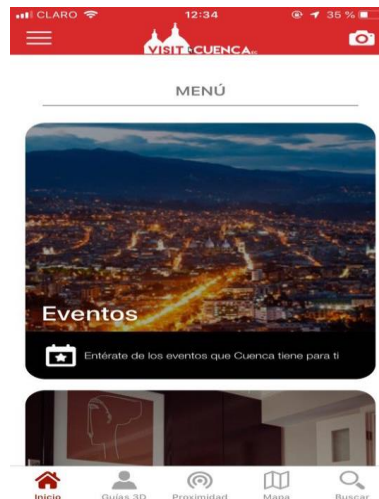 CLARO 12:34 35 %
VISIT CUENCA EC
MENÚ
Eventos
Entérate de los eventos que Cuenca tiene para ti
Inicio Guías 3D Proximidad Mapa Buscar